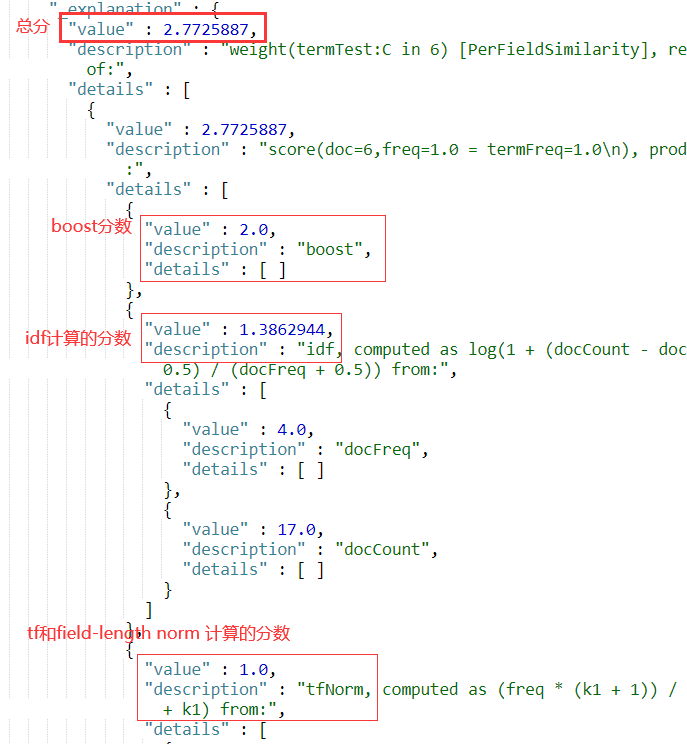 "_explanation" : {
总分 "value" : 2.7725887,
"description" : "weight(termTest:C in 6) [PerFieldSimilarity], re
of:",
"details" : [
{
"value" : 2.7725887,
"description" : "score(doc=6,freq=1.0 = termFreq=1.0\n), prod
:",
"details" : [
{
boost分数 "value" : 2.0,
"description" : "boost",
"details" : [ ]
},
{
"value" : 1.3862944,
idf计算的分数 "description" : "idf, computed as log(1 + (docCount - doc
0.5) / (docFreq + 0.5)) from:",
"details" : [
{
"value" : 4.0,
"description" : "docFreq",
"details" : [ ]
},
{
"value" : 17.0,
"description" : "docCount",
"details" : [ ]
}
]
tf和field-length norm 计算的分数
},
{
"value" : 1.0,
"description" : "tfNorm, computed as (freq * (k1 + 1)) /
+ k1) from:",
"details" : [